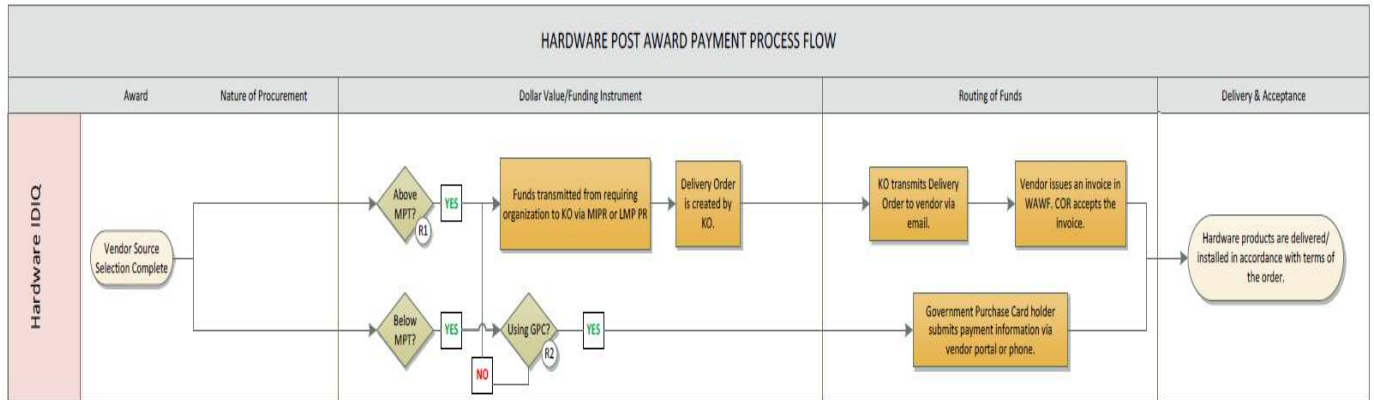 HARDWARE POST AWARD PAYMENT PROCESS FLOW
Award
Nature of Procurement
Dollar Value/Funding Instrument
Routing of Funds
Delivery & Acceptance
Hardware IDIQ
Vendor Source
Selection Complete
Above
MPT?
R1
YES
Funds transmitted from requiring
organization to KO via MIPR or LMP PR
Delivery Order
is created by
KO.
KO transmits Delivery
Order to vendor via
email.
Vendor issues an invoice in
WAWF. COR accepts the
invoice.
Hardware products are delivered/
installed in accordance with terms of
the order.
Below
MPT?
YES
Using GPC?
R2
YES
NO
Government Purchase Card holder
submits payment information via
vendor portal or phone.